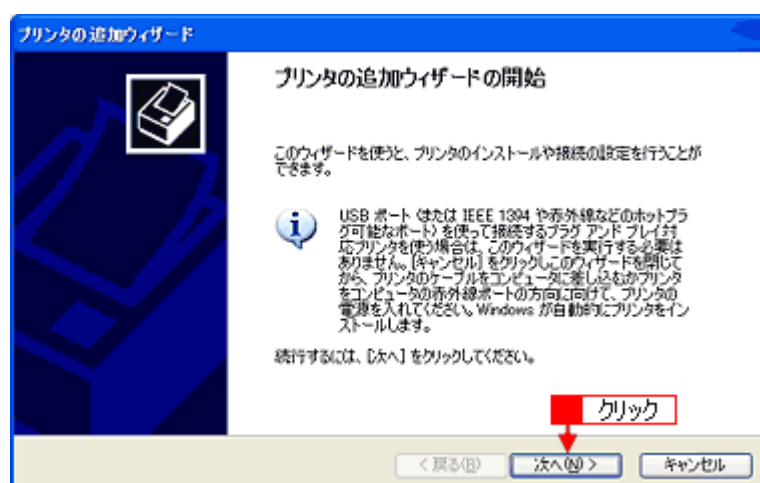 プリンタの追加ウィザード
プリンタの追加ウィザードの開始
このウィザードを使うと、プリンタのインストールや接続の設定を行うことが
できます。
USB ポート (または IEEE 1394 や赤外線などのホットプラ
グ可能なポート) を使って接続するプラグ アンド プレイ対
応プリンタを使う場合は、このウィザードを実行する必要は
ありません。[キャンセル] をクリックしこのウィザードを閉じて
から、プリンタのケーブルをコンピュータに差し込むかプリンタ
をコンピュータの赤外線ポートの方向に向けて、プリンタの
電源を入れてください。Windows が自動的にプリンタをイン
ストールします。
続行するには、[次へ] をクリックしてください。
クリック
< 戻る(B)
次へ(N) >
キャンセル